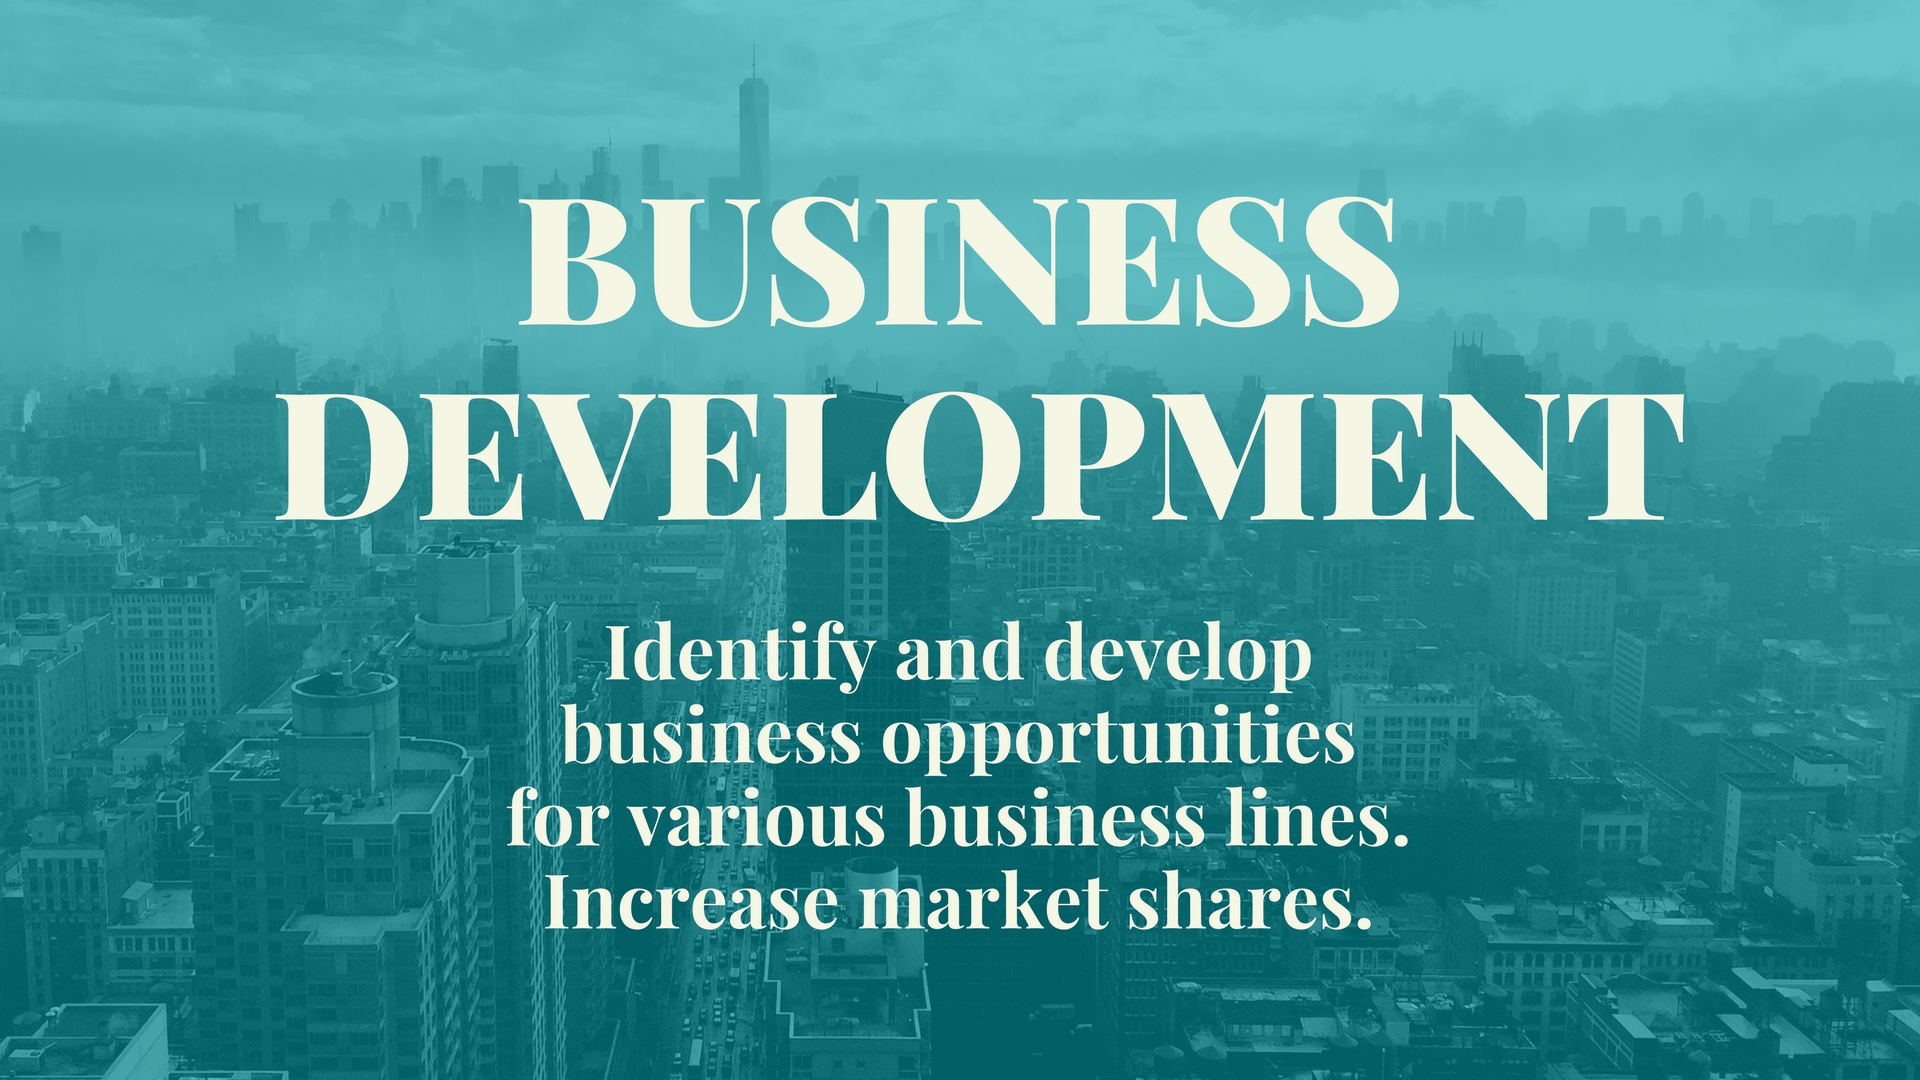 BUSINESS
DEVELOPMENT
Identify and develop
business opportunities
for various business lines.
Increase market shares.